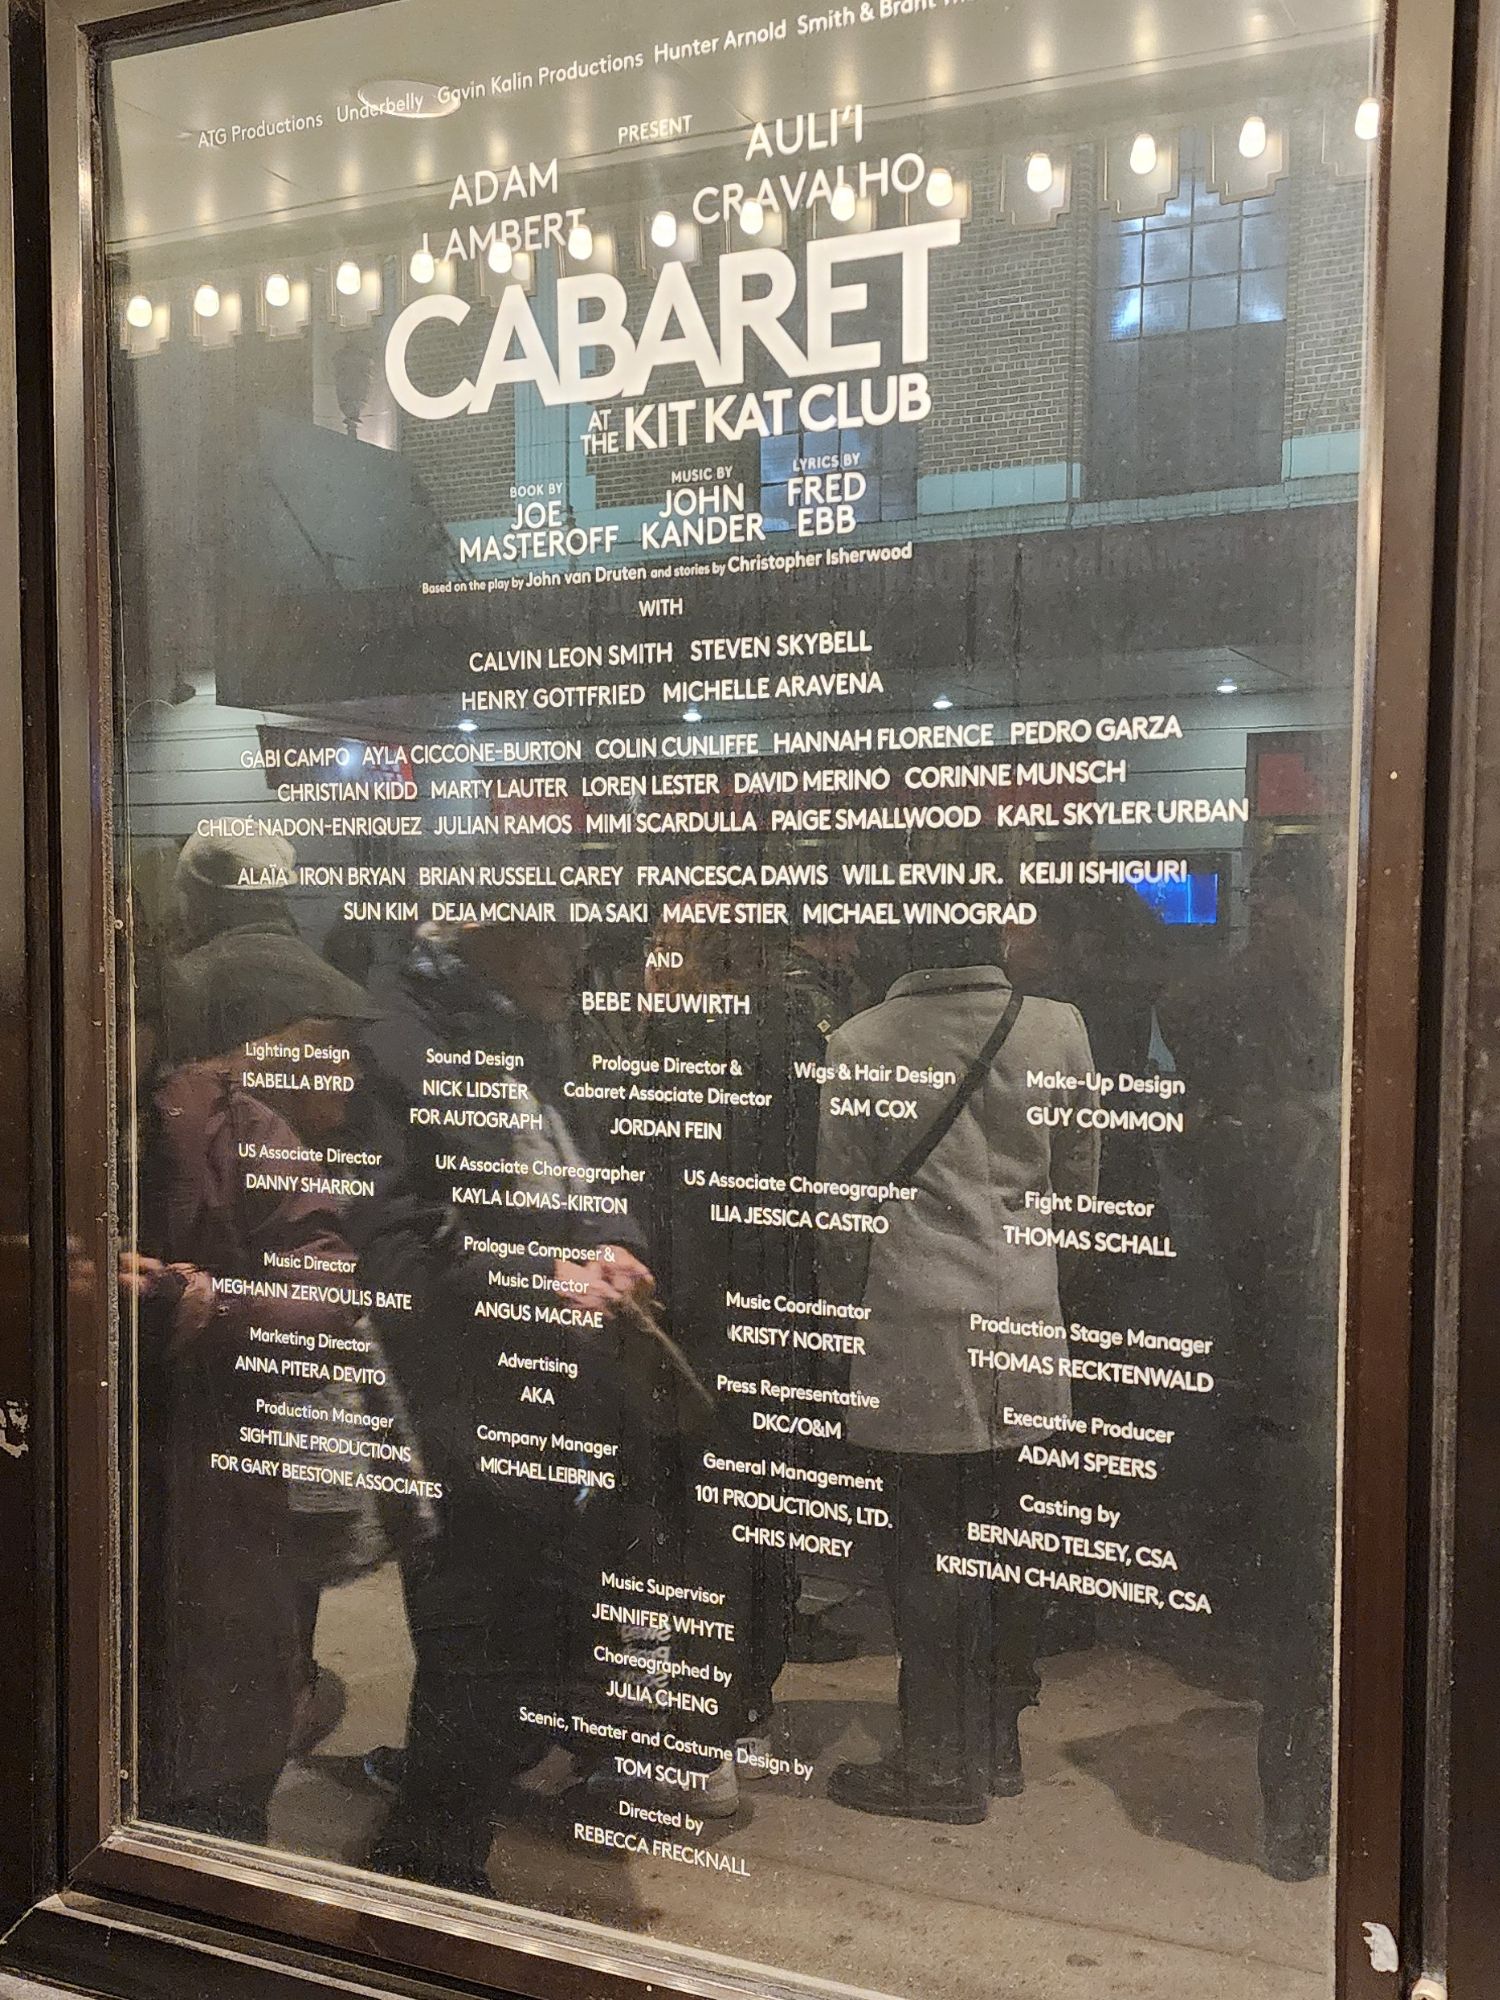 ATG Productions Underbelly Gavin Kalin Productions Hunter Arnold Smith & Brant
PRESENT
ADAM LAMBERT
AULI'I CRAVALHO
CABARET
AT THE KIT KAT CLUB
BOOK BY
JOE
MASTEROFF
MUSIC BY
JOHN
KANDER
LYRICS BY
FRED
EBB
Based on the play by John van Druten and stories by Christopher Isherwood
WITH
CALVIN LEON SMITH STEVEN SKYBELL
HENRY GOTTFRIED MICHELLE ARAVENA
GABI CAMPO AYLA CICCONE-BURTON COLIN CUNLIFFE HANNAH FLORENCE PEDRO GARZA
CHRISTIAN KIDD MARTY LAUTER LOREN LESTER DAVID MERINO CORINNE MUNSCH
CHLOÉ NADON-ENRIQUEZ JULIAN RAMOS MIMI SCARDULLA PAIGE SMALLWOOD KARL SKYLER URBAN
ALAÏA IRON BRYAN BRIAN RUSSELL CAREY FRANCESCA DAWIS WILL ERVIN JR. KEIJI ISHIGURI
SUN KIM DEJA MCNAIR IDA SAKI MAEVE STIER MICHAEL WINOGRAD
AND
BEBE NEUWIRTH
Lighting Design
ISABELLA BYRD
Sound Design
NICK LIDSTER
FOR AUTOGRAPH
Prologue Director &
Cabaret Associate Director
JORDAN FEIN
Wigs & Hair Design
SAM COX
Make-Up Design
GUY COMMON
US Associate Director
DANNY SHARRON
UK Associate Choreographer
KAYLA LOMAS-KIRTON
US Associate Choreographer
ILIA JESSICA CASTRO
Fight Director
THOMAS SCHALL
Music Director
MEGHANN ZERVOULIS BATE
Prologue Composer &
Music Director
ANGUS MACRAE
Music Coordinator
KRISTY NORTER
Production Stage Manager
THOMAS RECKTENWALD
Marketing Director
ANNA PITERA DEVITO
Advertising
AKA
Press Representative
DKC/O&M
Executive Producer
ADAM SPEERS
Production Manager
SIGHTLINE PRODUCTIONS
FOR GARY BEESTONE ASSOCIATES
Company Manager
MICHAEL LEIBRING
General Management
101 PRODUCTIONS, LTD.
CHRIS MOREY
Casting by
BERNARD TELSEY, CSA
KRISTIAN CHARBONIER, CSA
Music Supervisor
JENNIFER WHYTE
Choreographed by
JULIA CHENG
Scenic, Theater and Costume Design by
TOM SCUTT
Directed by
REBECCA FRECKNALL